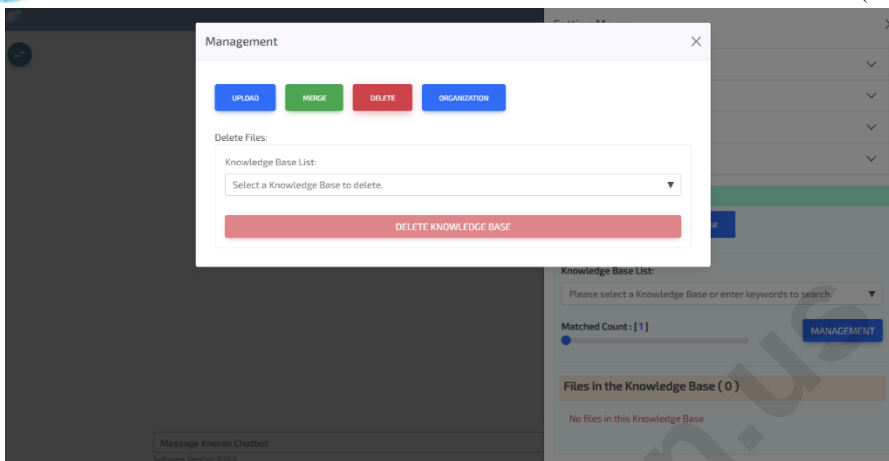 Management
UPLOAD MERGE DELETE ORGANIZATION
Delete Files:
Knowledge Base List:
Select a Knowledge Base to delete.
DELETE KNOWLEDGE BASE
Knowledge Base List:
Please select a Knowledge Base or enter keywords to search.
Matched Count : [ 1 ]
MANAGEMENT
Files in the Knowledge Base ( 0 )
No files in this Knowledge Base
Message Kneron Chatbot